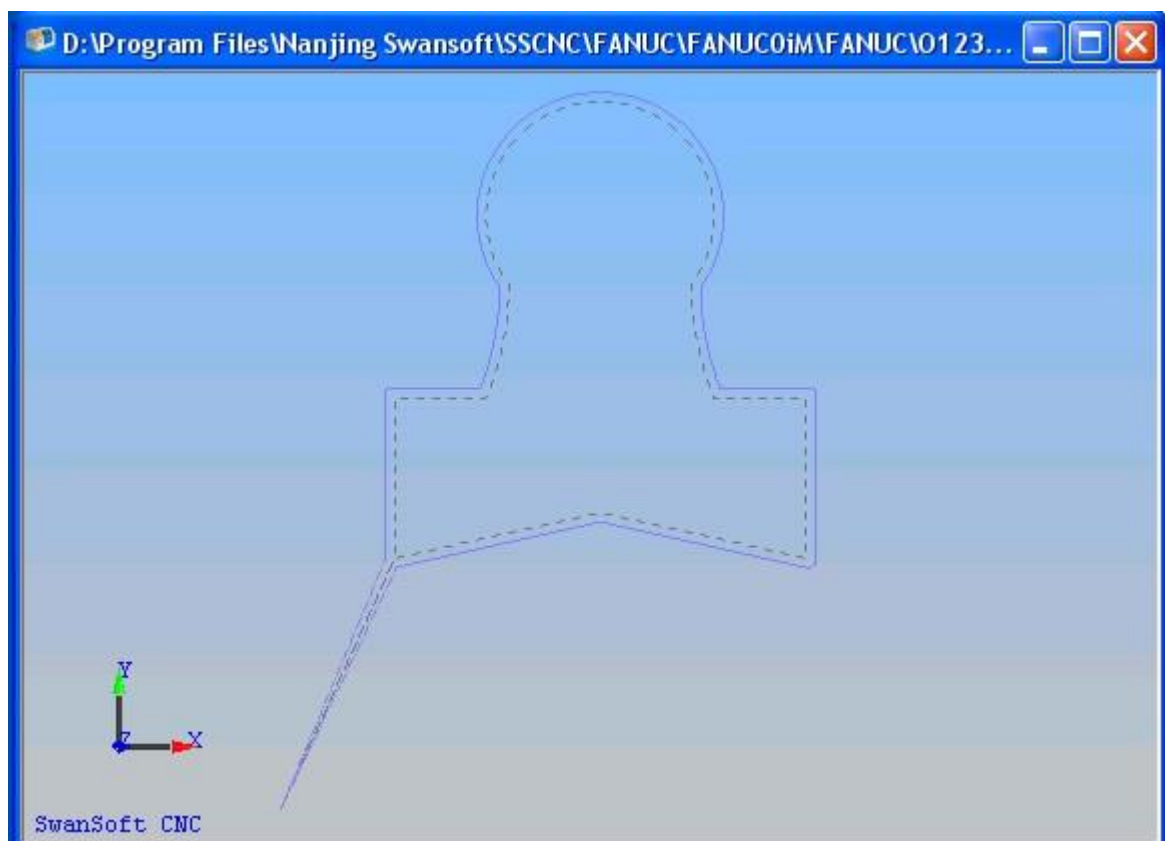 D:\Program Files\Nanjing Swansoft\SSCNC\FANUC\FANUC0iM\FANUC\O123...
Y
Z X
SwanSoft CNC